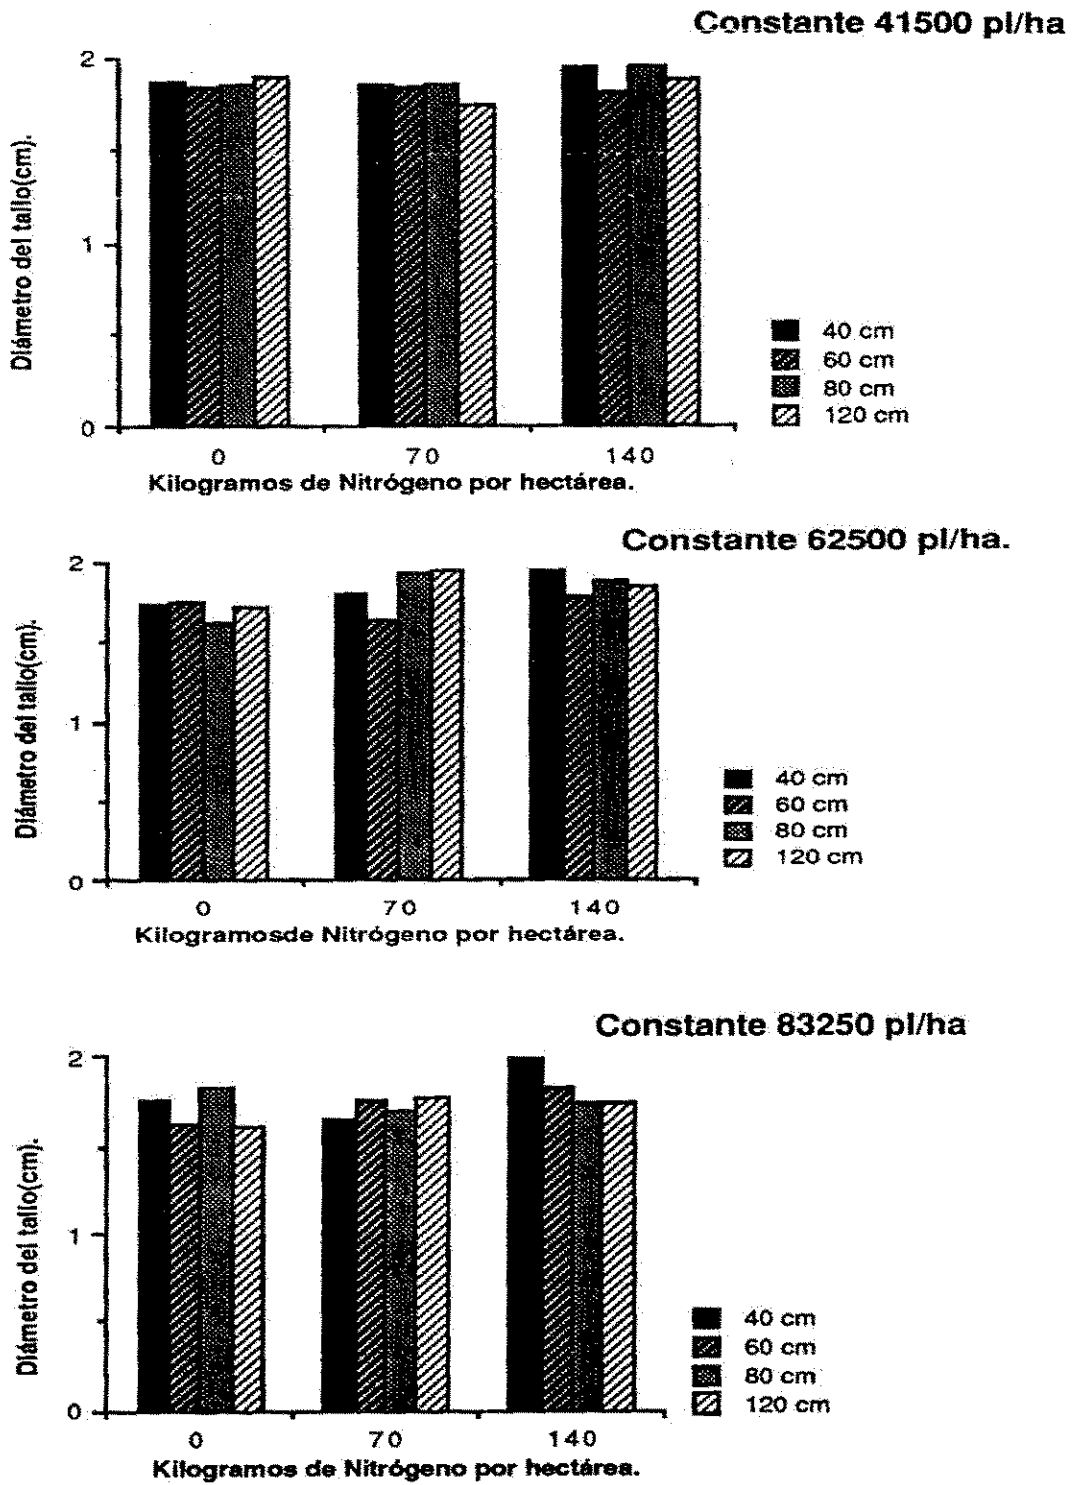 Constante 41500 pl/ha
Diámetro del tallo(cm).
2
1
0
0 70 140
Kilogramos de Nitrógeno por hectárea.
40 cm
60 cm
80 cm
120 cm
Constante 62500 pl/ha.
Diámetro del tallo(cm).
2
1
0
0 70 140
Kilogramosde Nitrógeno por hectárea.
40 cm
60 cm
80 cm
120 cm
Constante 83250 pl/ha
Diámetro del tallo(cm).
2
1
0
0 70 140
Kilogramos de Nitrógeno por hectárea.
40 cm
60 cm
80 cm
120 cm